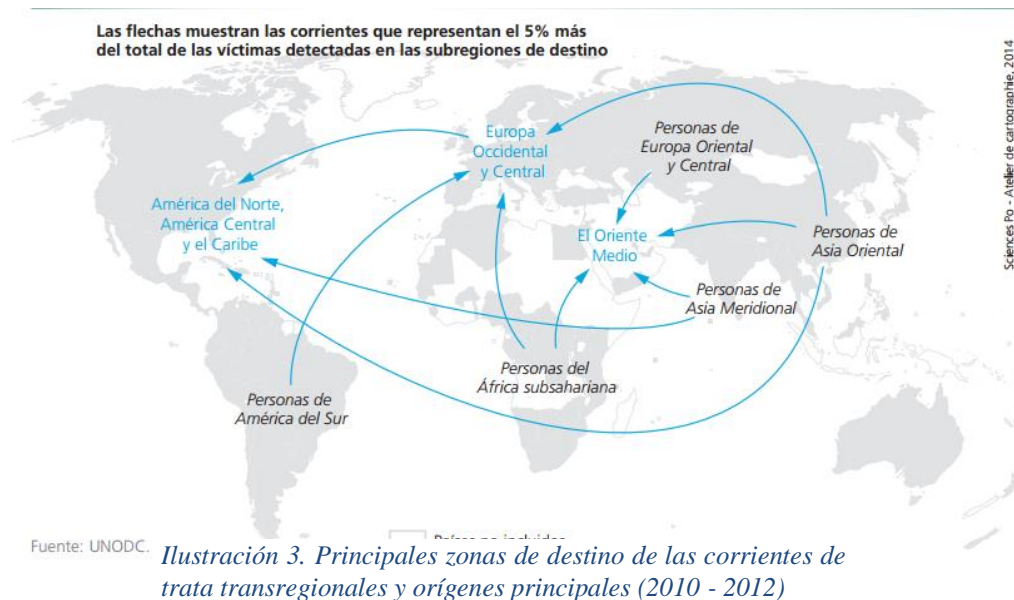 Las flechas muestran las corrientes que representan el 5% más
del total de las víctimas detectadas en las subregiones de destino
Sciences Po - Atelier de cartographie, 2014
Europa
Occidental
y Central
Personas de
Europa Oriental
y Central
América del Norte,
América Central
y el Caribe
El Oriente
Medio
Personas de
Asia Oriental
Personas de
Asia Meridional
Personas del
África subsahariana
Personas de
América del Sur
Fuente: UNODC.
Ilustración 3. Principales zonas de destino de las corrientes de
trata transregionales y orígenes principales (2010 - 2012)